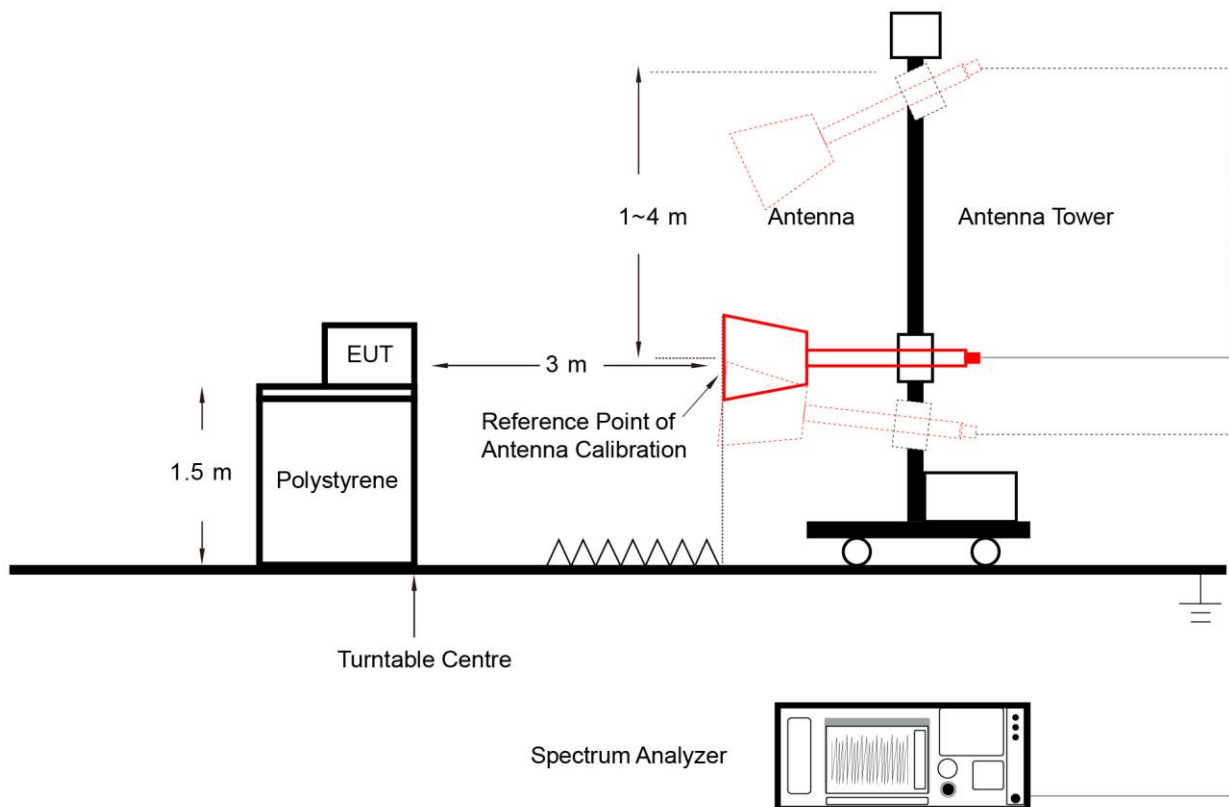 1~4 m
Antenna
Antenna Tower
EUT
3 m
Reference Point of
Antenna Calibration
1.5 m
Polystyrene
Turntable Centre
Spectrum Analyzer